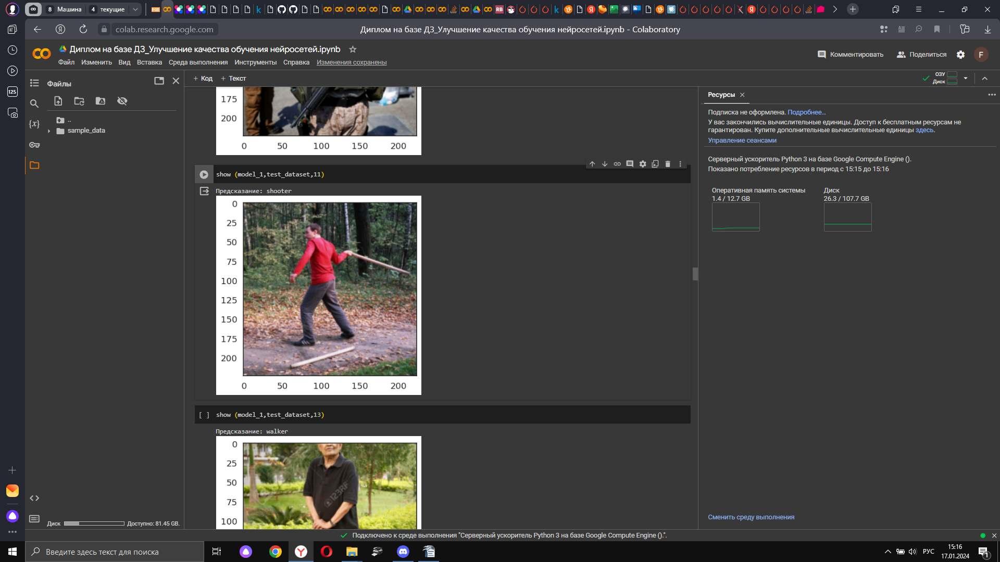 8 Машина 4 текущие
colab.research.google.com
Диплом на базе ДЗ_Улучшение качества обучения нейросетей.ipynb - Colaboratory
Диплом на базе ДЗ_Улучшение качества обучения нейросетей.ipynb
Комментировать Поделиться F
Файл Изменить Вид Вставка Среда выполнения Инструменты Справка Изменения сохранены
Файлы
+ Код + Текст
ОЗУ
Диск
125
..
sample_data
175
200
0 50 100 150 200
show (model_1,test_dataset,11)
Предсказание: shooter
0
25
50
75
100
125
150
175
200
0 50 100 150 200
[ ] show (model_1,test_dataset,13)
Предсказание: walker
0
25
50
75
100
123RF
Ресурсы
Подписка не оформлена. Подробнее…
У вас закончились вычислительные единицы. Доступ к бесплатным ресурсам не
гарантирован. Купите дополнительные вычислительные единицы здесь.
Управление сеансами
Серверный ускоритель Python 3 на базе Google Compute Engine ().
Показано потребление ресурсов в период с 15:15 до 15:16
Оперативная память системы
1.4 / 12.7 GB
Диск
26.3 / 107.7 GB
Сменить среду выполнения
Диск Доступно: 81.45 GB.
Подключено к среде выполнения "Серверный ускоритель Python 3 на базе Google Compute Engine ().".
Введите здесь текст для поиска
РУС
15:16
17.01.2024
1